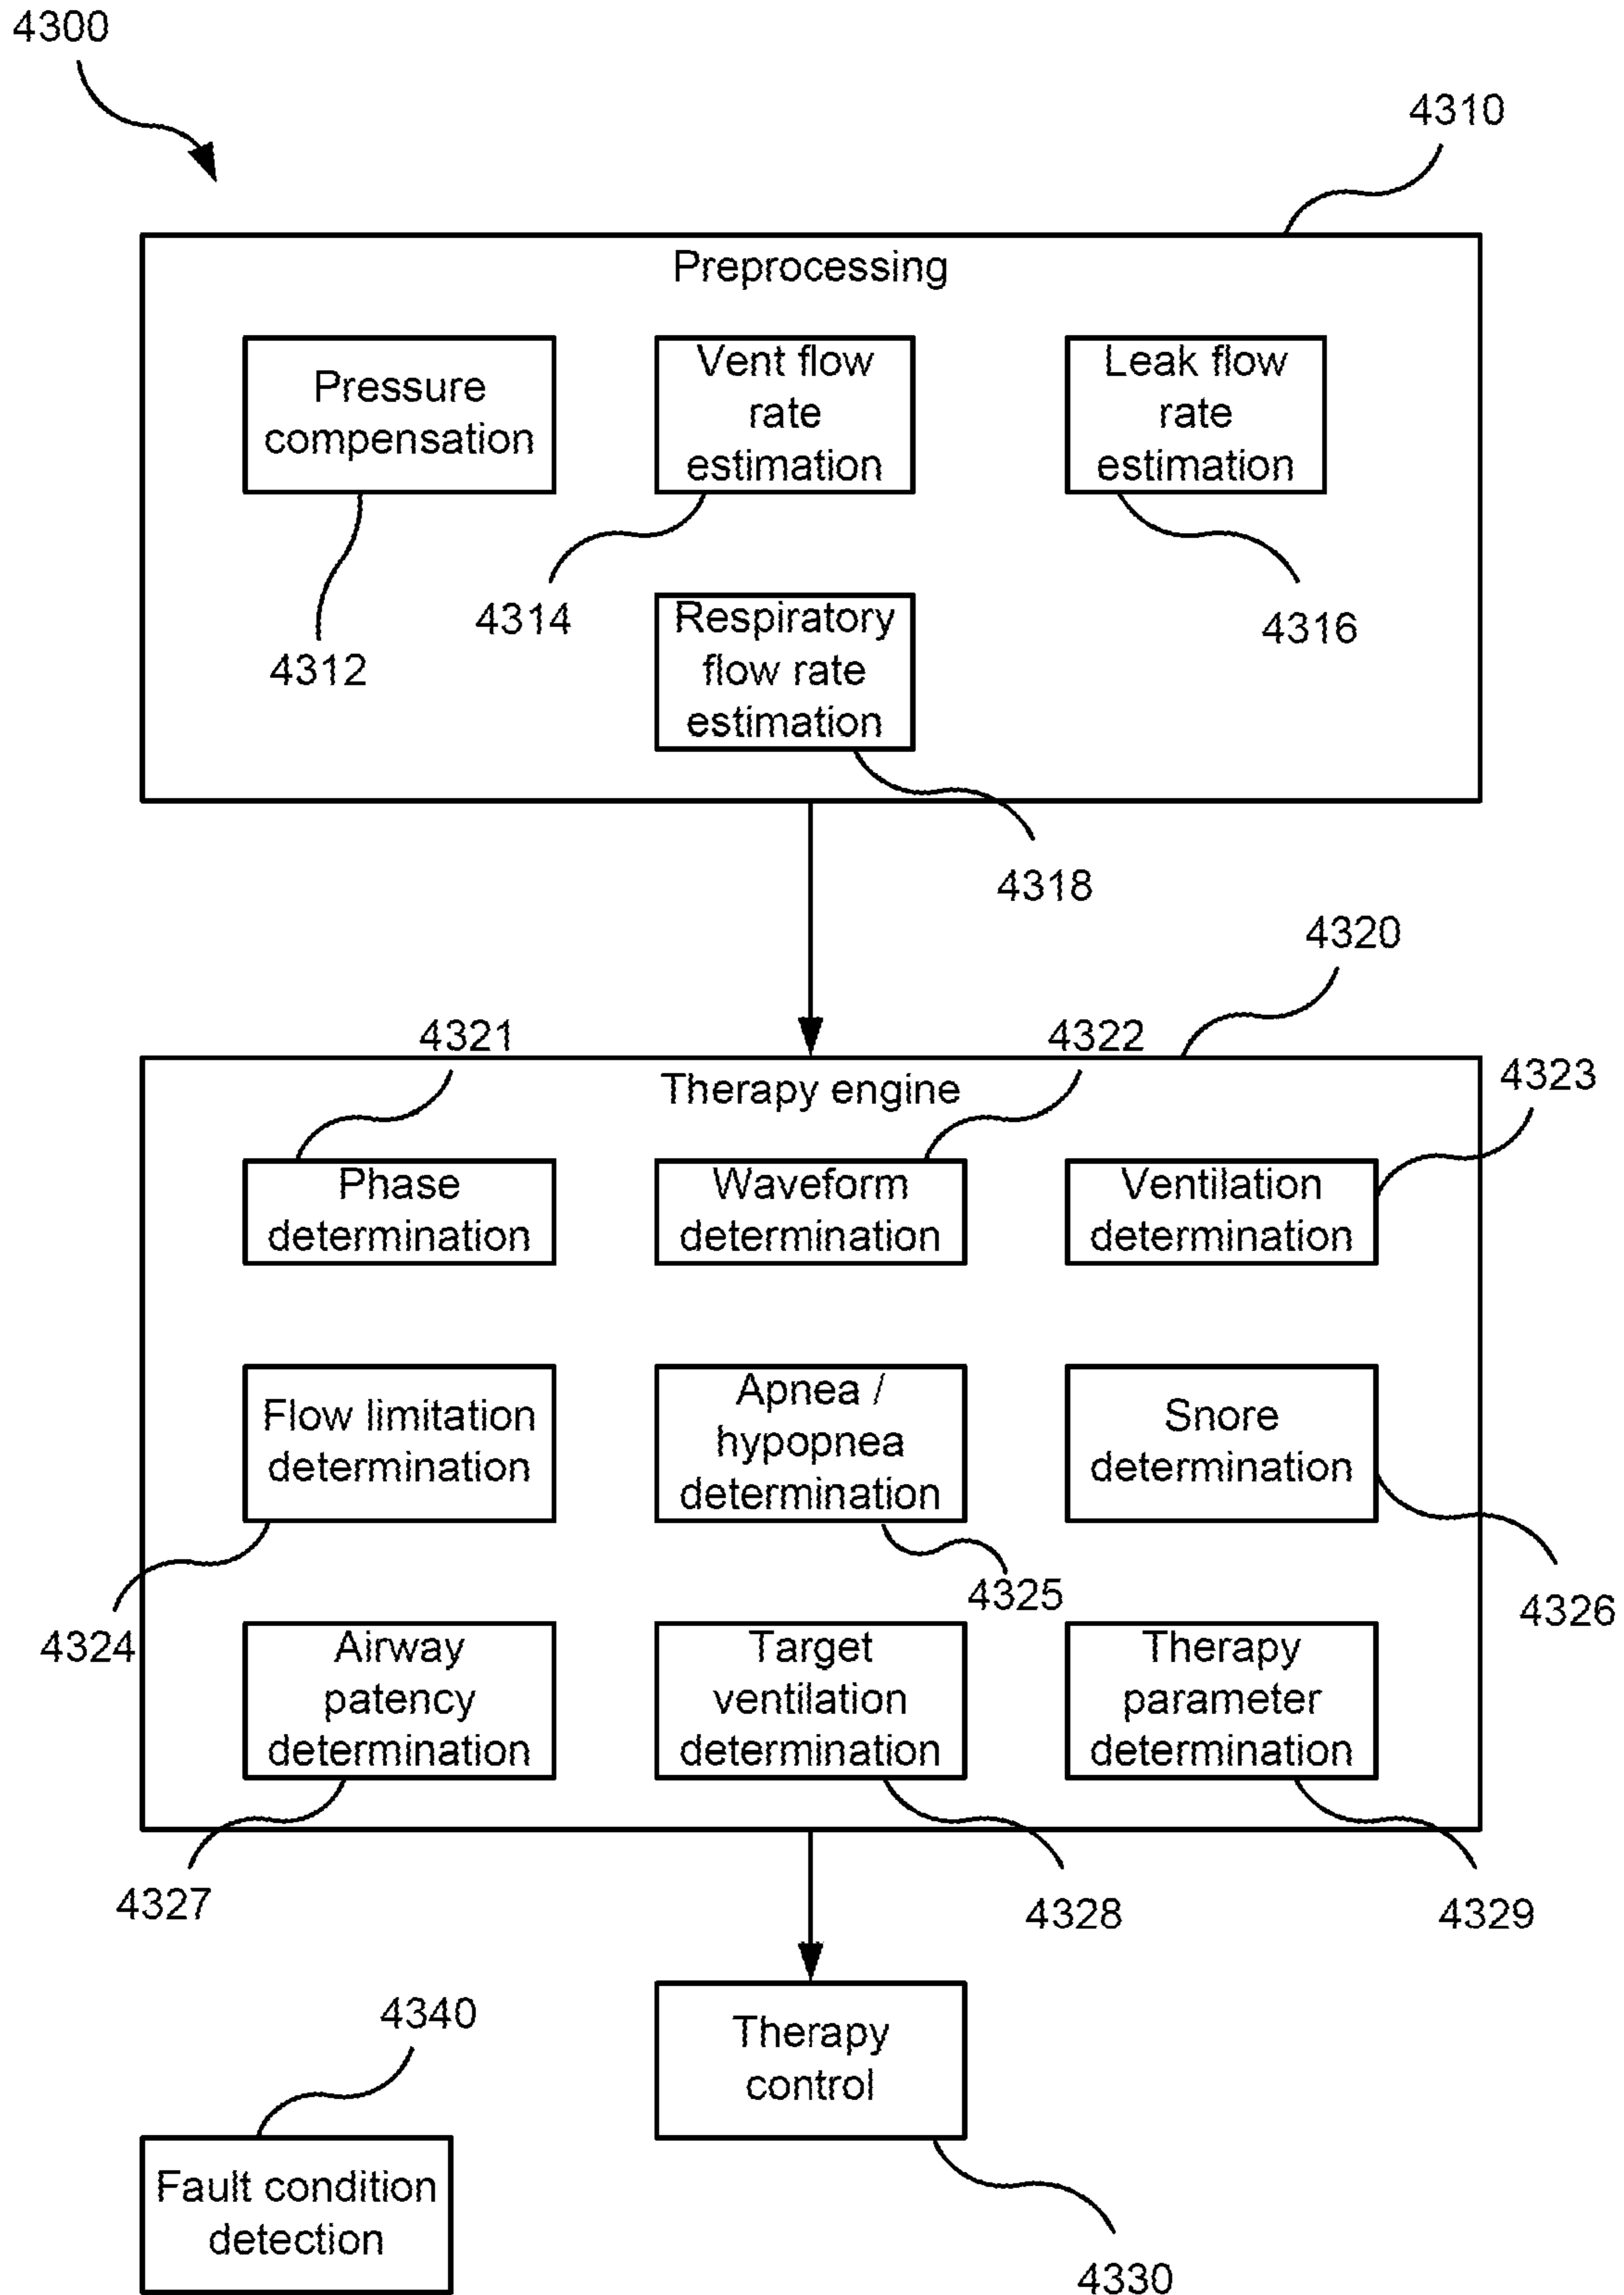 4300
4310
Preprocessing
Pressure
compensation
Vent flow
rate
estimation
Leak flow
rate
estimation
4312
4314
4316
Respiratory
flow rate
estimation
4318
4320
4321
4322
4323
Therapy engine
Phase
determination
Waveform
determination
Ventilation
determination
Flow limitation
determination
Apnea /
hypopnea
determination
Snore
determination
4324
4325
4326
Airway
patency
determination
Target
ventilation
determination
Therapy
parameter
determination
4327
4328
4329
4340
Therapy
control
Fault condition
detection
4330